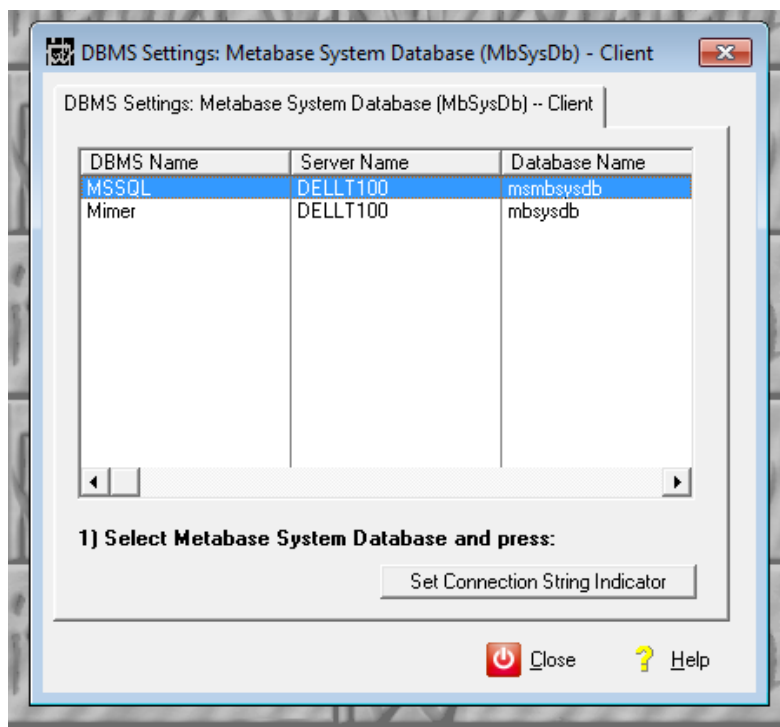 DBMS Settings: Metabase System Database (MbSysDb) - Client
DBMS Settings: Metabase System Database (MbSysDb) -- Client
DBMS Name Server Name Database Name
MSSQL DELLT100 msmbsysdb
Mimer DELLT100 mbsysdb
1) Select Metabase System Database and press:
Set Connection String Indicator
Close Help